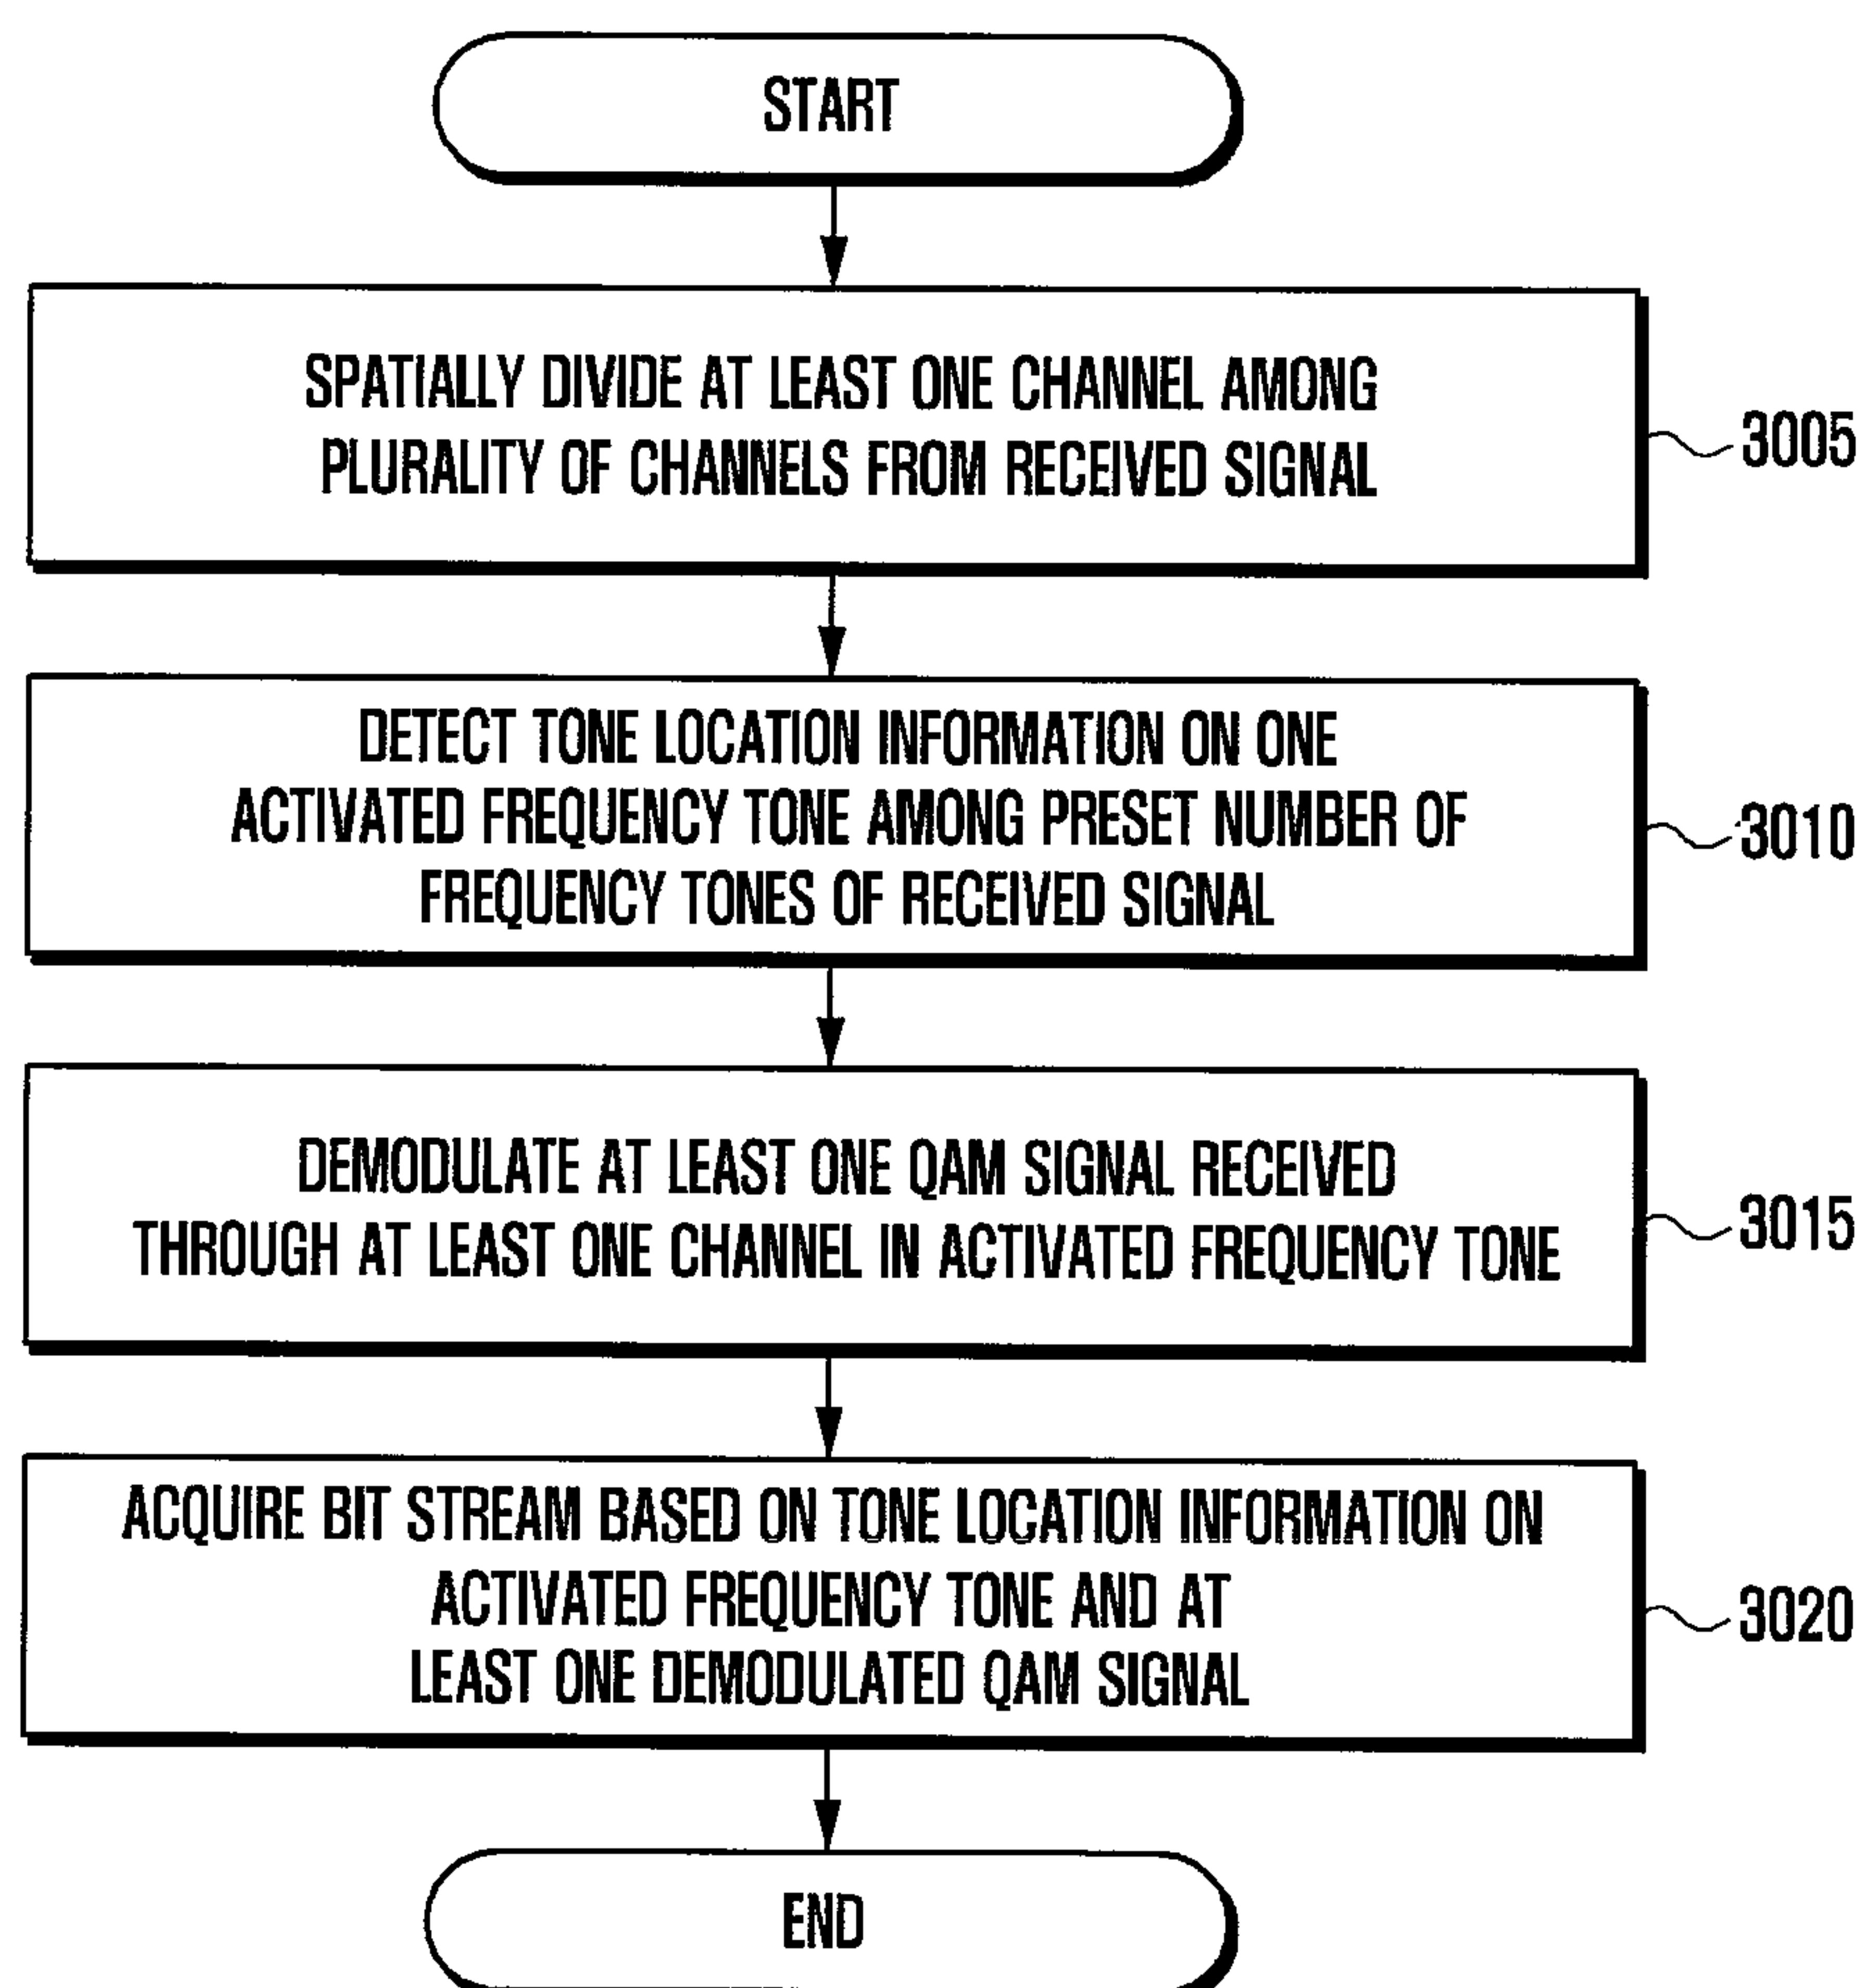 START
SPATIALLY DIVIDE AT LEAST ONE CHANNEL AMONG
PLURALITY OF CHANNELS FROM RECEIVED SIGNAL
3005
DETECT TONE LOCATION INFORMATION ON ONE
ACTIVATED FREQUENCY TONE AMONG PRESET NUMBER OF
FREQUENCY TONES OF RECEIVED SIGNAL
3010
DEMODULATE AT LEAST ONE QAM SIGNAL RECEIVED
THROUGH AT LEAST ONE CHANNEL IN ACTIVATED FREQUENCY TONE
3015
ACQUIRE BIT STREAM BASED ON TONE LOCATION INFORMATION ON
ACTIVATED FREQUENCY TONE AND AT
LEAST ONE DEMODULATED QAM SIGNAL
3020
END